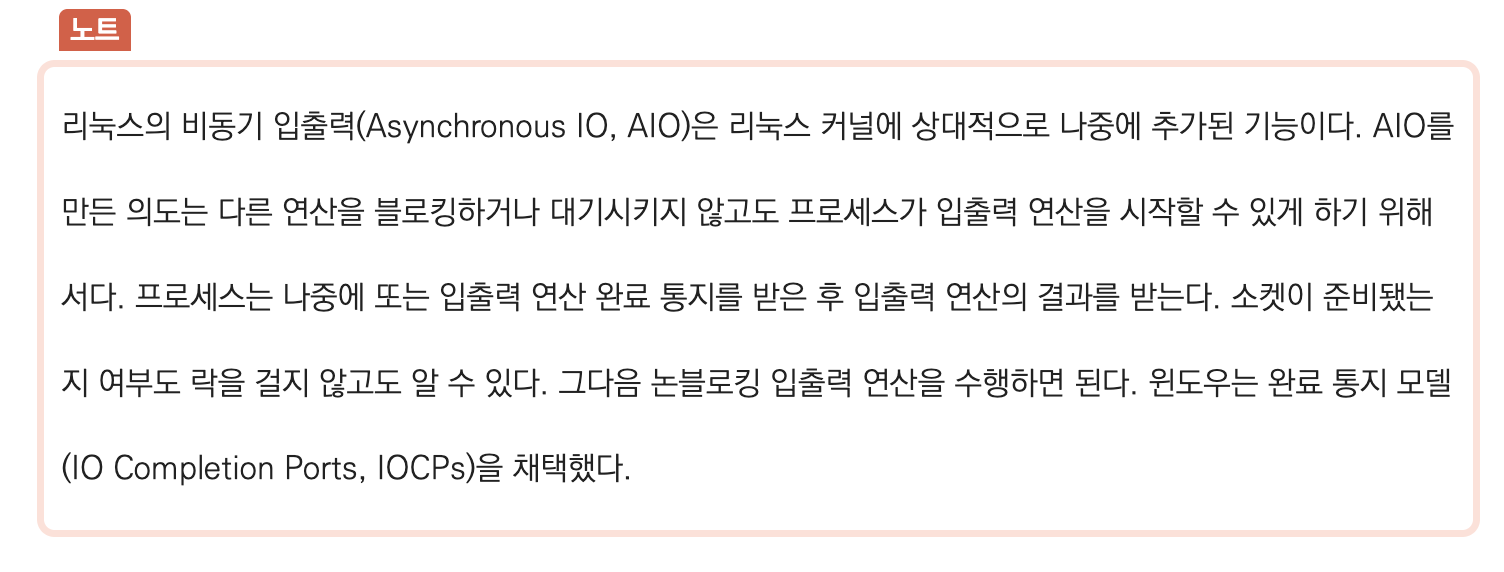 노트
리눅스의 비동기 입출력(Asynchronous IO, AIO)은 리눅스 커널에 상대적으로 나중에 추가된 기능이다. AIO를
만든 의도는 다른 연산을 블로킹하거나 대기시키지 않고도 프로세스가 입출력 연산을 시작할 수 있게 하기 위해
서다. 프로세스는 나중에 또는 입출력 연산 완료 통지를 받은 후 입출력 연산의 결과를 받는다. 소켓이 준비됐는
지 여부도 락을 걸지 않고도 알 수 있다. 그다음 논블로킹 입출력 연산을 수행하면 된다. 윈도우는 완료 통지 모델
(IO Completion Ports, IOCPs)을 채택했다.